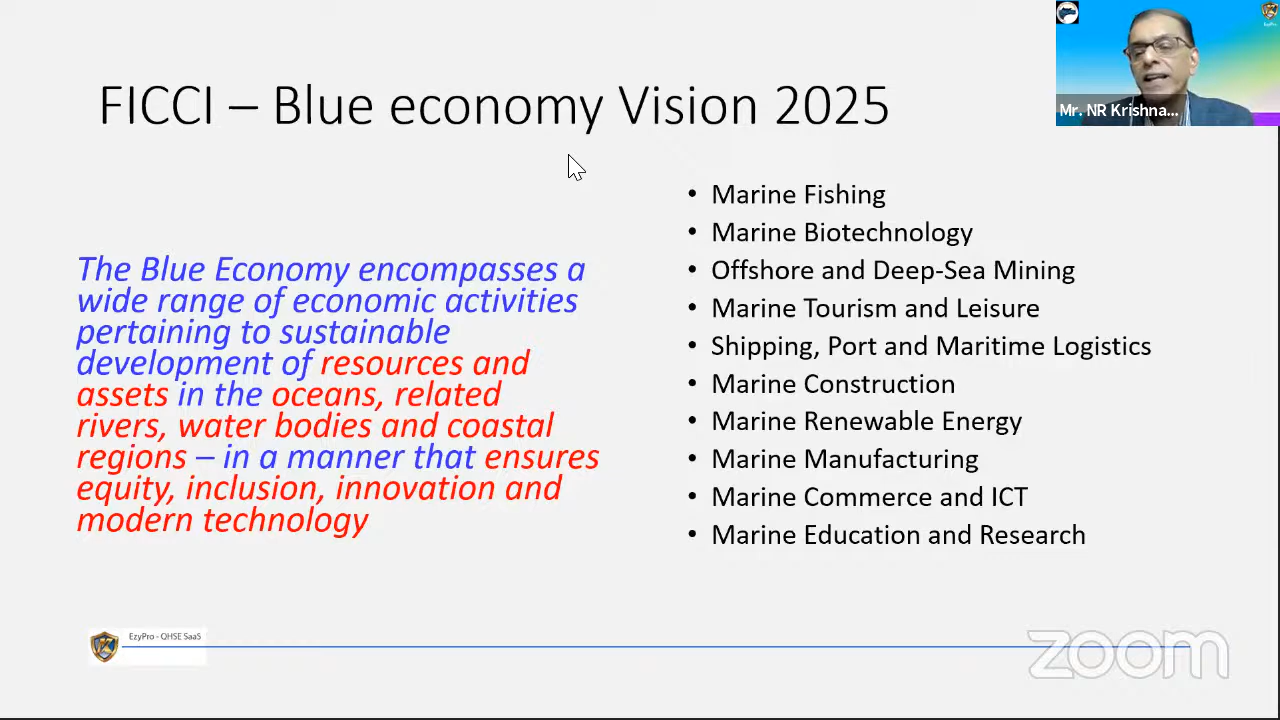 FICCI – Blue economy Vision 2025
Mr. NR Krishna...
The Blue Economy encompasses a
wide range of economic activities
pertaining to sustainable
development of resources and
assets in the oceans, related
rivers, water bodies and coastal
regions – in a manner that ensures
equity, inclusion, innovation and
modern technology
• Marine Fishing
• Marine Biotechnology
• Offshore and Deep-Sea Mining
• Marine Tourism and Leisure
• Shipping, Port and Maritime Logistics
• Marine Construction
• Marine Renewable Energy
• Marine Manufacturing
• Marine Commerce and ICT
• Marine Education and Research
EzyPro - QHSE SaaS
zoom